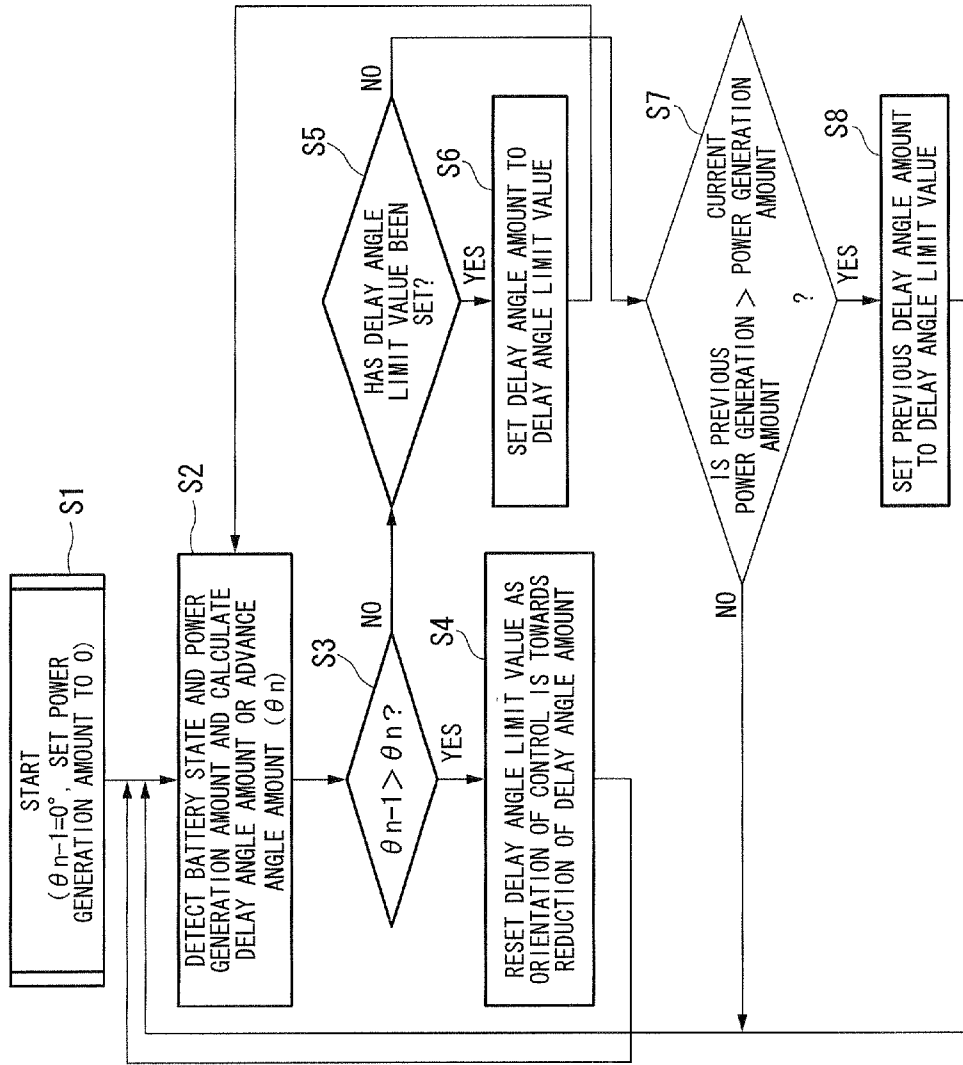 START
(θn-1=0°, SET POWER
GENERATION AMOUNT TO 0)
S1
DETECT BATTERY STATE AND POWER
GENERATION AMOUNT AND CALCULATE
DELAY ANGLE AMOUNT OR ADVANCE
ANGLE AMOUNT (θn)
S2
θn-1>θn?
S3
NO
YES
RESET DELAY ANGLE LIMIT VALUE AS
ORIENTATION OF CONTROL IS TOWARDS
REDUCTION OF DELAY ANGLE AMOUNT
S4
HAS DELAY ANGLE
LIMIT VALUE BEEN
SET?
S5
NO
YES
SET DELAY ANGLE AMOUNT TO
DELAY ANGLE LIMIT VALUE
S6
IS PREVIOUS CURRENT
POWER GENERATION > POWER GENERATION
AMOUNT AMOUNT
?
S7
NO
YES
SET PREVIOUS DELAY ANGLE AMOUNT
TO DELAY ANGLE LIMIT VALUE
S8